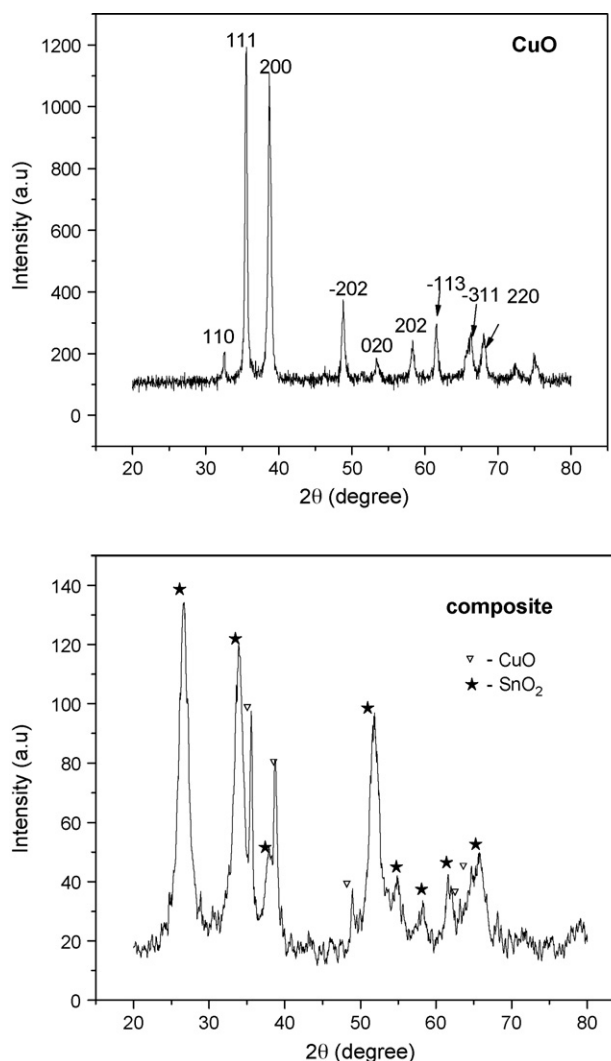 CuO
111
200
-202
-113
-311
220
110
020
202
1200
1000
800
600
400
200
0
Intensity (a.u)
20 30 40 50 60 70 80
2θ (degree)
composite
▿ - CuO
★ - SnO₂
140
120
100
80
60
40
20
0
Intensity (a.u)
20 30 40 50 60 70 80
2θ (degree)